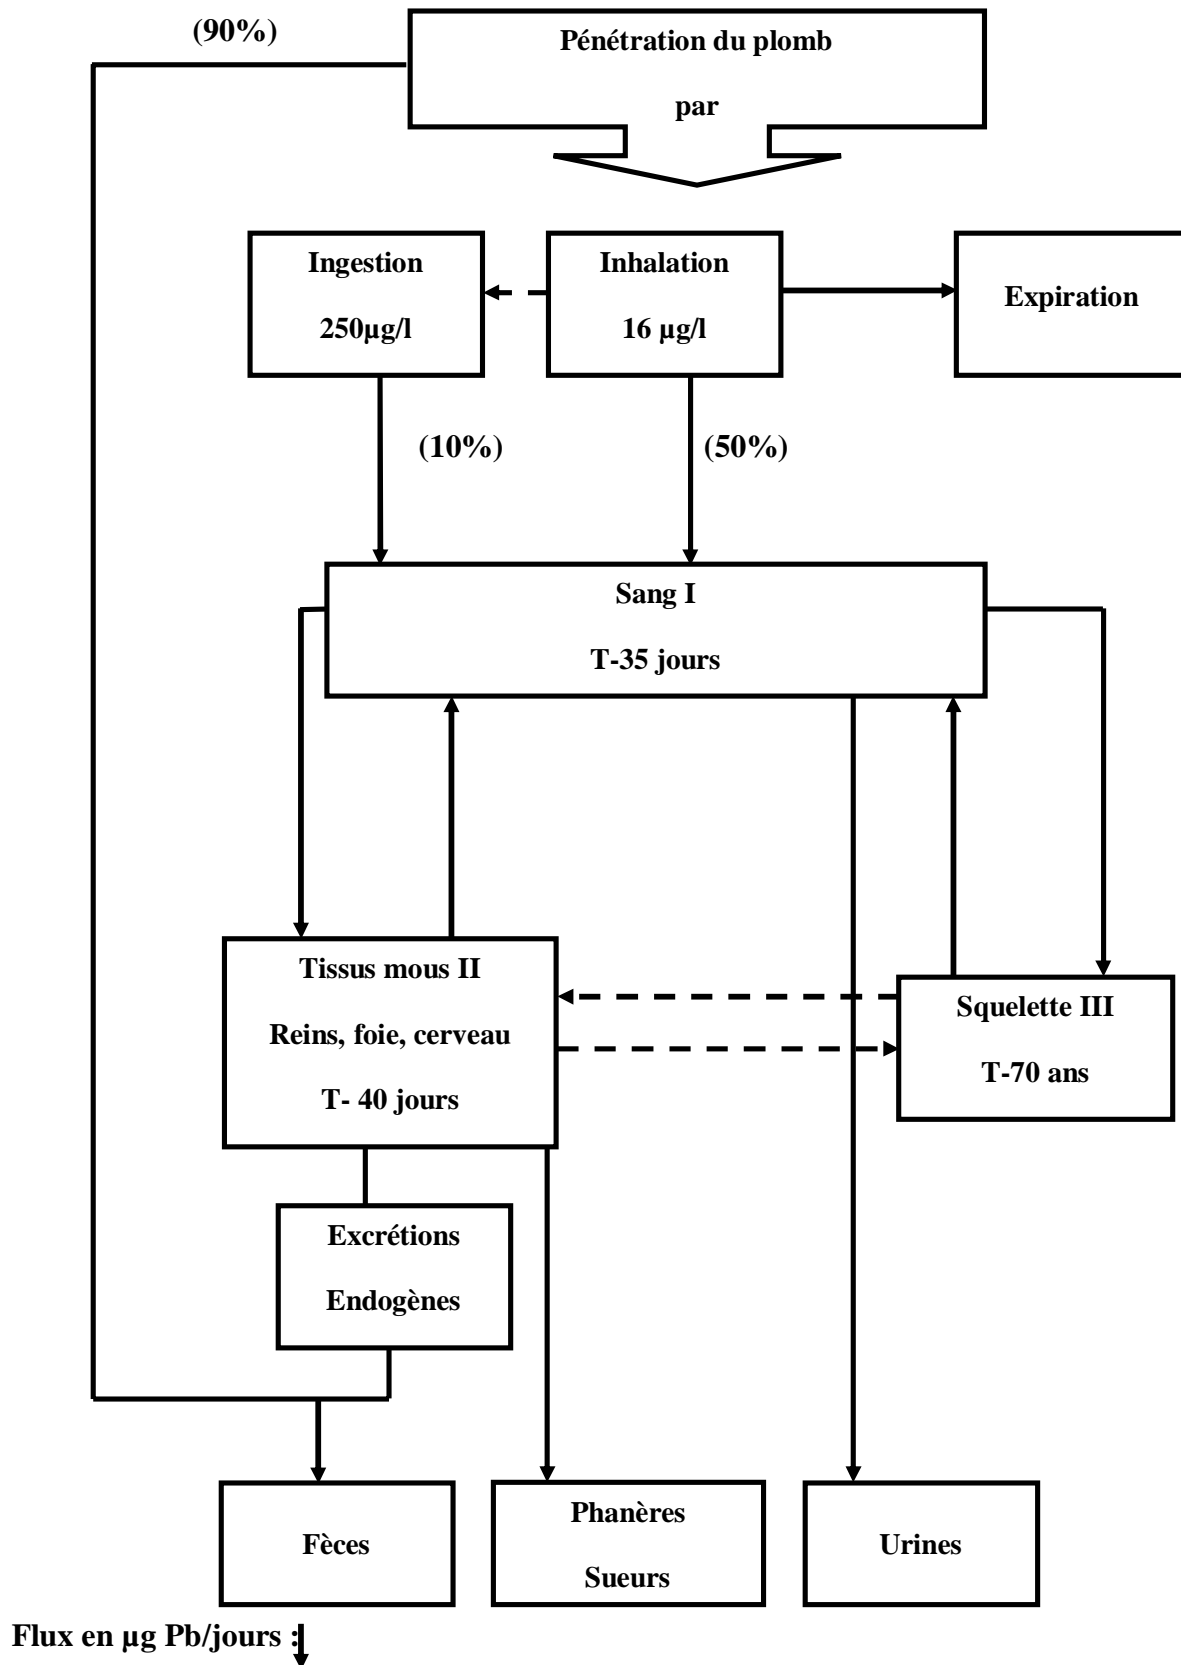 (90%)
Pénétration du plomb
par
Ingestion
250µg/l
Inhalation
16 µg/l
Expiration
(10%)
(50%)
Sang I
T-35 jours
Tissus mous II
Reins, foie, cerveau
T- 40 jours
Squelette III
T-70 ans
Excrétions
Endogènes
Fèces
Phanères
Sueurs
Urines
Flux en µg Pb/jours :